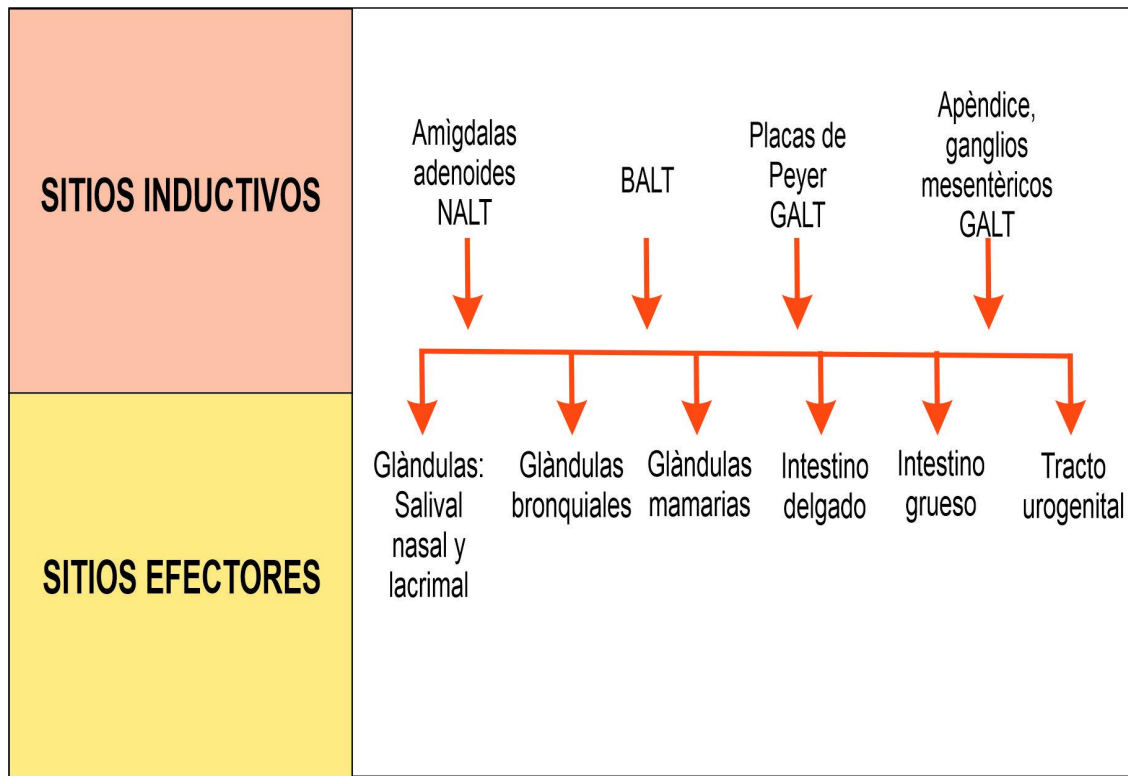 SITIOS INDUCTIVOS
Amìgdalas
adenoides
NALT
BALT
Placas de
Peyer
GALT
Apèndice,
ganglios
mesentèricos
GALT
SITIOS EFECTORES
Glàndulas:
Salival
nasal y
lacrimal
Glàndulas
bronquiales
Glàndulas
mamarias
Intestino
delgado
Intestino
grueso
Tracto
urogenital